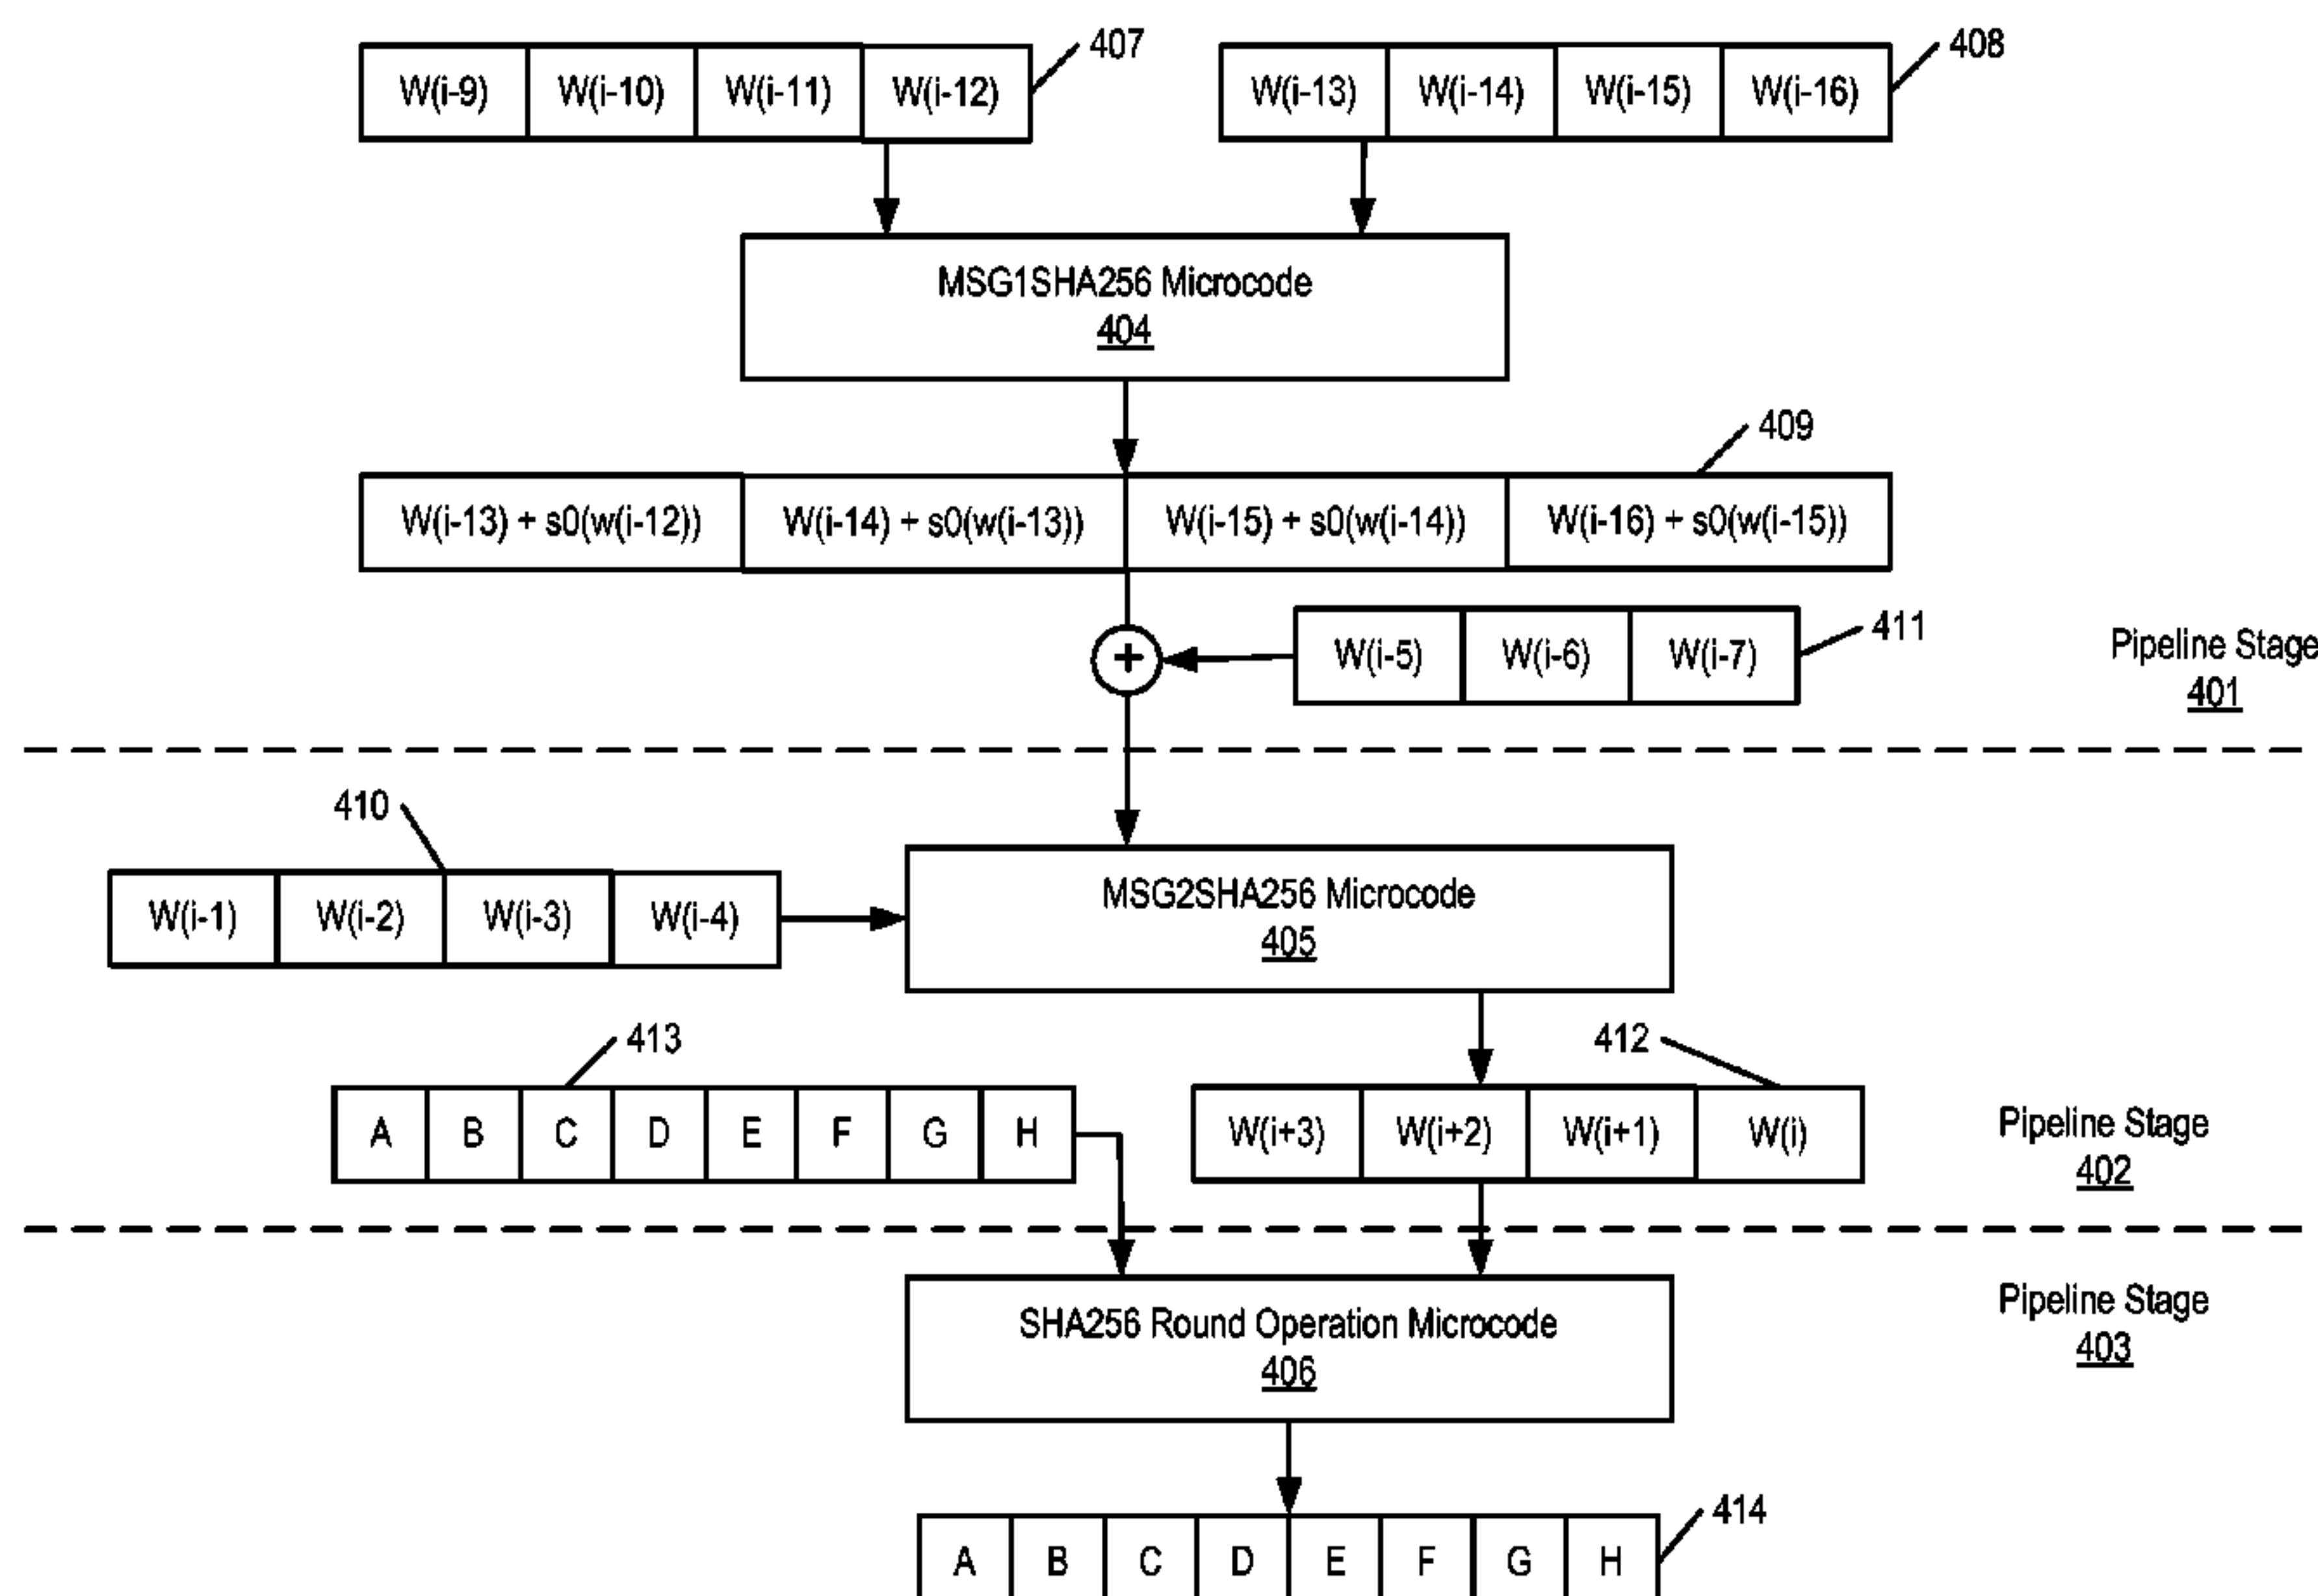 407
408
W(i-9) W(i-10) W(i-11) W(i-12)
W(i-13) W(i-14) W(i-15) W(i-16)
MSG1SHA256 Microcode
404
409
W(i-13) + s0(w(i-12)) W(i-14) + s0(w(i-13)) W(i-15) + s0(w(i-14)) W(i-16) + s0(w(i-15))
411
+
W(i-5) W(i-6) W(i-7)
Pipeline Stage
401
410
W(i-1) W(i-2) W(i-3) W(i-4)
MSG2SHA256 Microcode
405
413
412
A B C D E F G H
W(i+3) W(i+2) W(i+1) W(i)
Pipeline Stage
402
SHA256 Round Operation Microcode
406
Pipeline Stage
403
414
A B C D E F G H